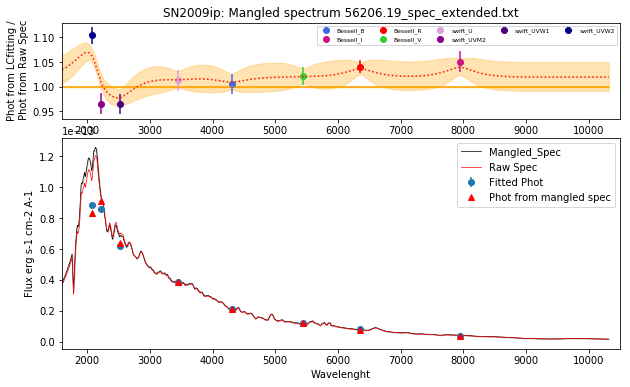 SN2009ip: Mangled spectrum 56206.19_spec_extended.txt
Phot from LCfitting /
Phot from Raw Spec
1.10
1.05
1.00
0.95
Bessell_B
Bessell_I
Bessell_R
Bessell_V
swift_U
swift_UVM2
swift_UVW1
swift_UVW2
2000 3000 4000 5000 6000 7000 8000 9000 10000
1e−13
Flux erg s-1 cm-2 A-1
1.2
1.0
0.8
0.6
0.4
0.2
0.0
Mangled_Spec
Raw Spec
Fitted Phot
Phot from mangled spec
2000 3000 4000 5000 6000 7000 8000 9000 10000
Wavelenght